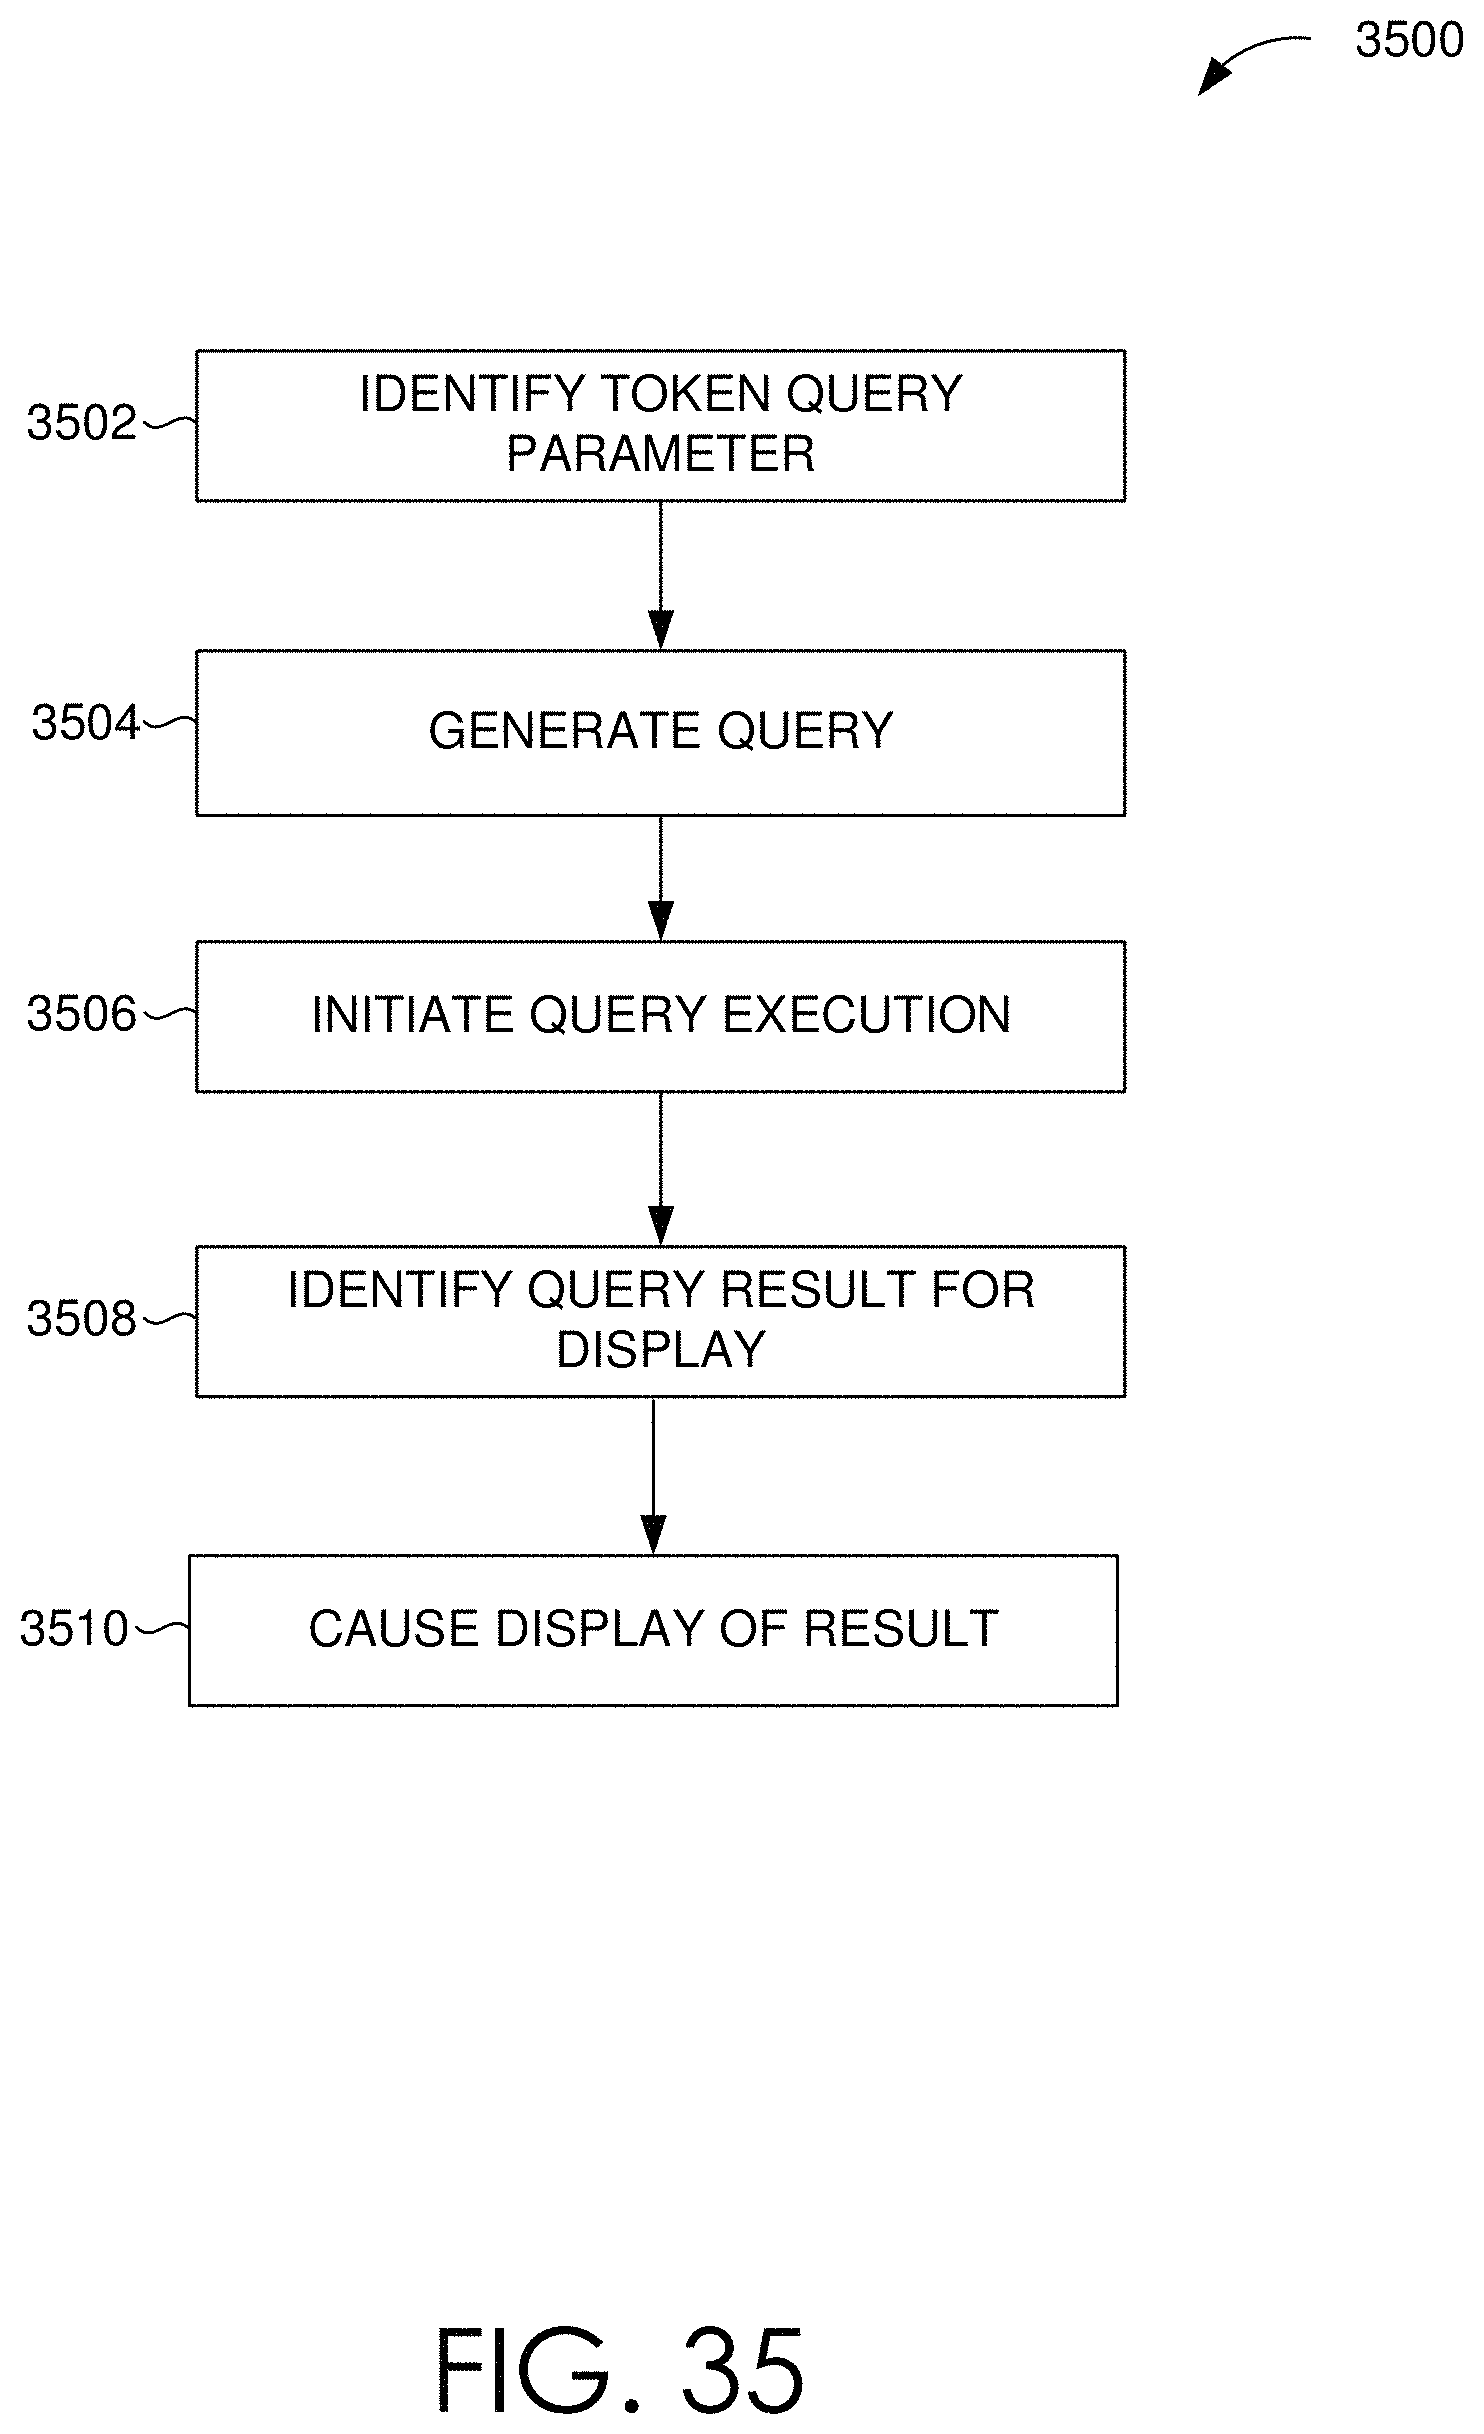 3500
3502
IDENTIFY TOKEN QUERY
PARAMETER
3504
GENERATE QUERY
3506
INITIATE QUERY EXECUTION
3508
IDENTIFY QUERY RESULT FOR
DISPLAY
3510
CAUSE DISPLAY OF RESULT
FIG. 35